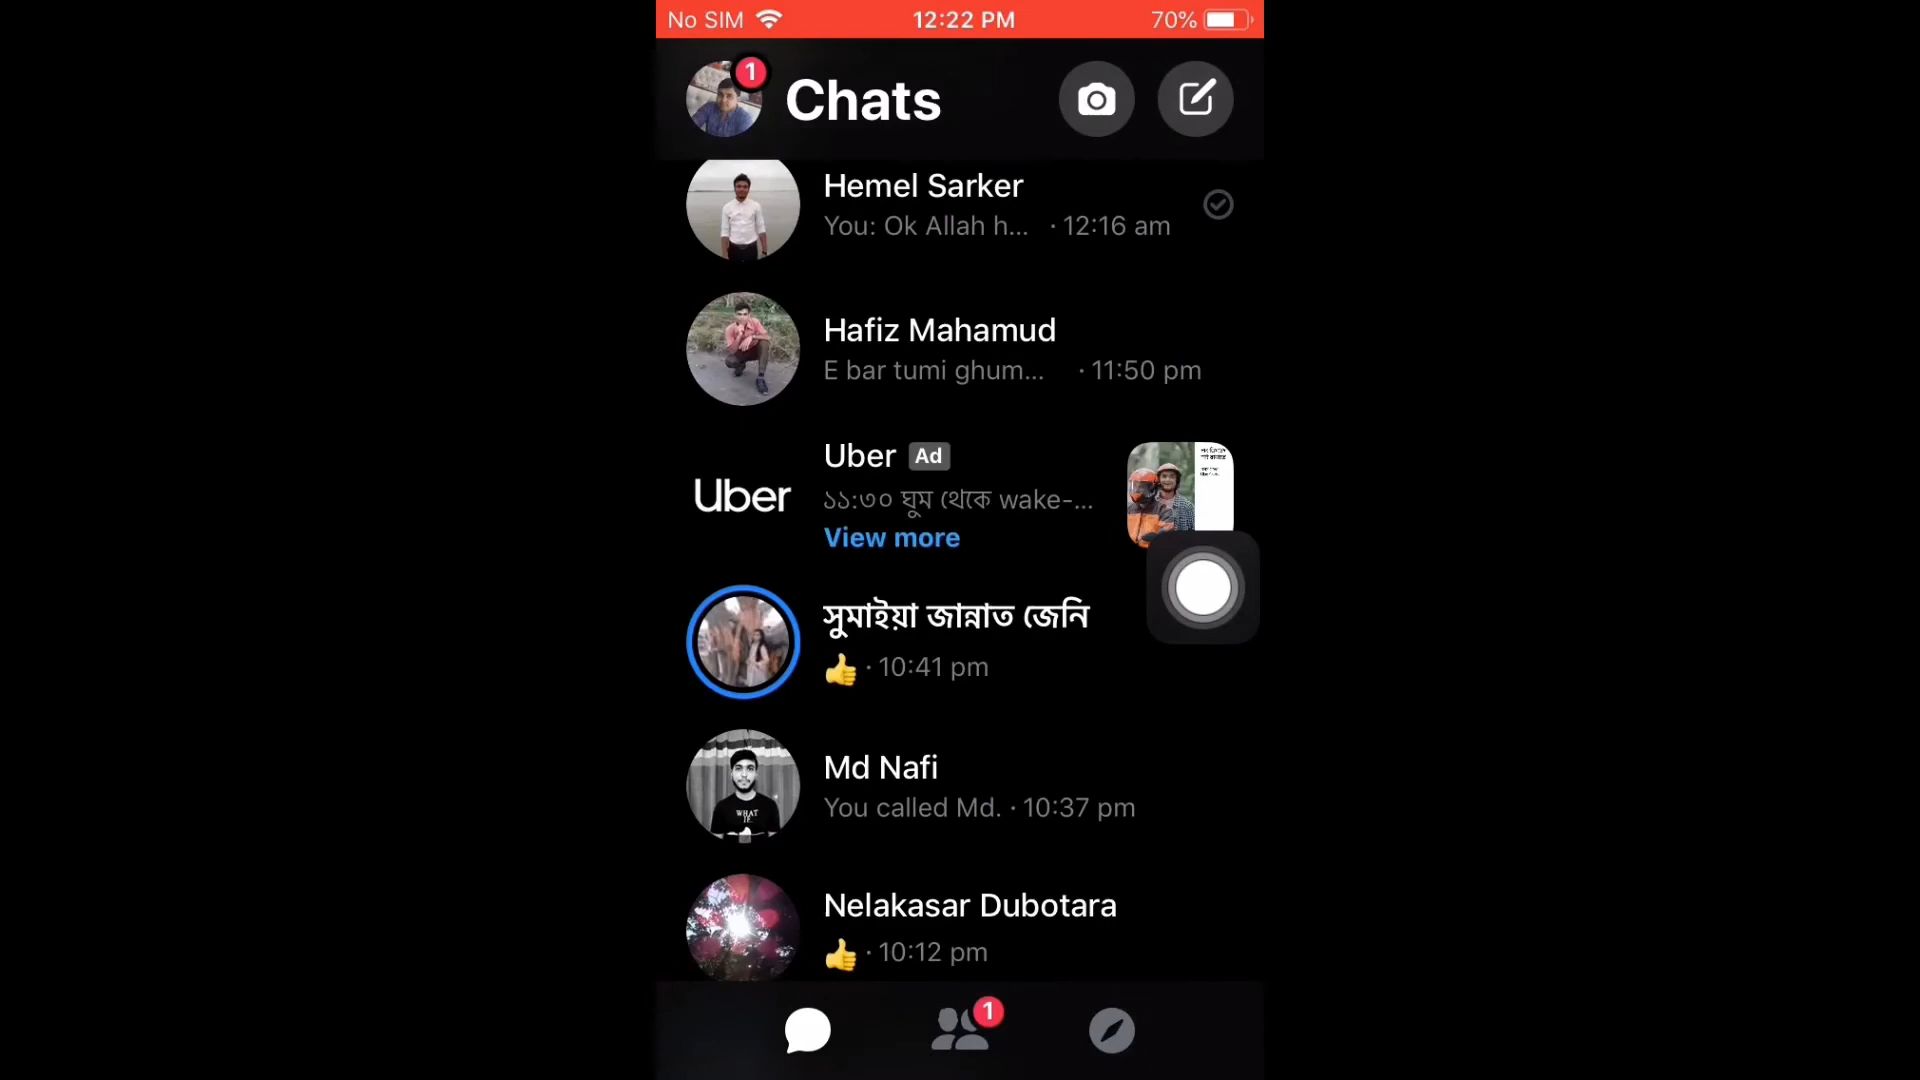 No SIM 12:22 PM 70%
1
Chats
Hemel Sarker
You: Ok Allah h... · 12:16 am
Hafiz Mahamud
E bar tumi ghum... · 11:50 pm
Uber Ad
Uber
১১:৩০ ঘুম থেকে wake-...
View more
সুমাইয়া জান্নাত জেনি
👍 · 10:41 pm
Md Nafi
You called Md. · 10:37 pm
WHAT
IF
Nelakasar Dubotara
👍 · 10:12 pm
1